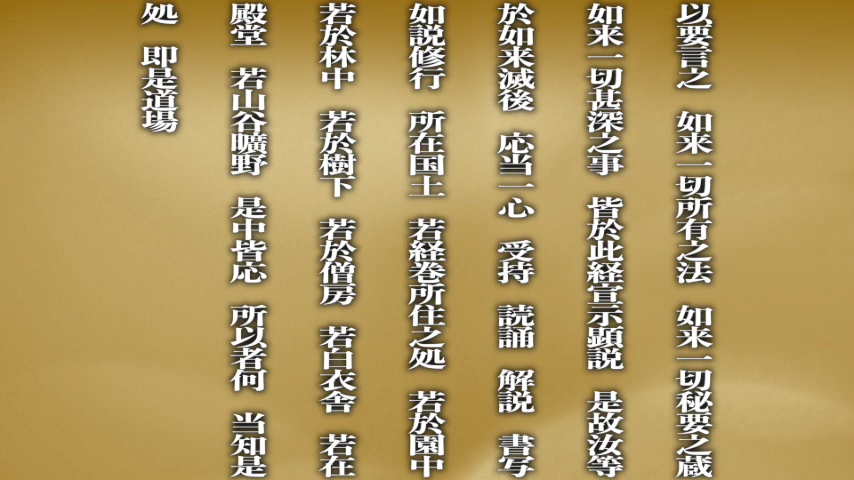 以要言之　如来一切所有之法　如来一切秘要之蔵
如来一切甚深之事　皆於此経宣示顕説　是故汝等
於如来滅後　応当一心　受持　読誦　解説　書写
如説修行　所在国土　若経巻所住之処　若於園中
若於林中　若於樹下　若於僧房　若白衣舎　若在
殿堂　若山谷曠野　是中皆応　所以者何　当知是
処　即是道場